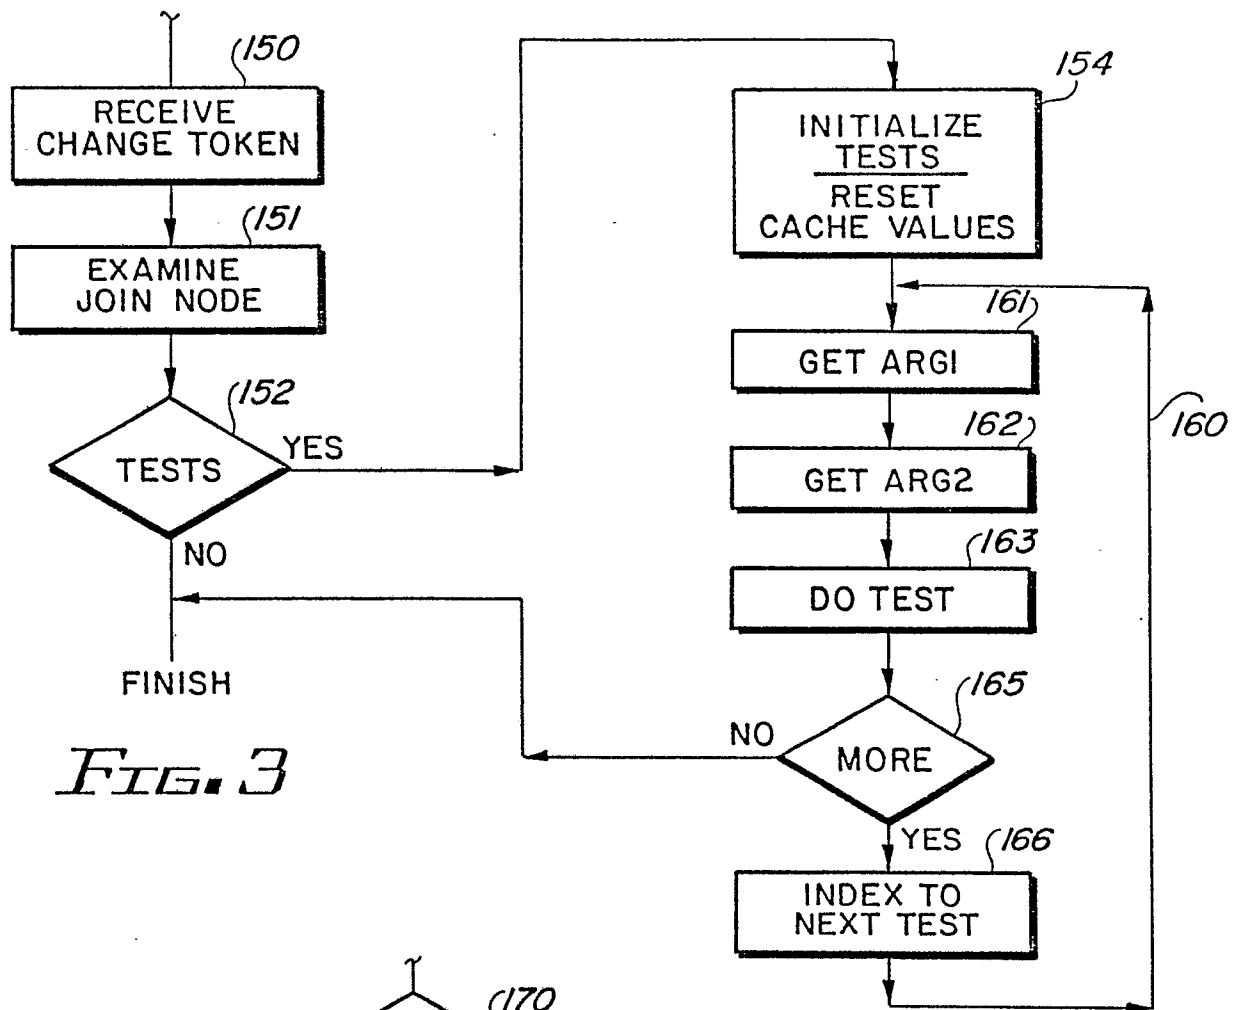 150
RECEIVE
CHANGE TOKEN
151
EXAMINE
JOIN NODE
152
TESTS
YES
NO
FINISH
FIG. 3
154
INITIALIZE
TESTS
RESET
CACHE VALUES
161
GET ARG1
160
162
GET ARG2
163
DO TEST
165
MORE
NO
YES
166
INDEX TO
NEXT TEST
170